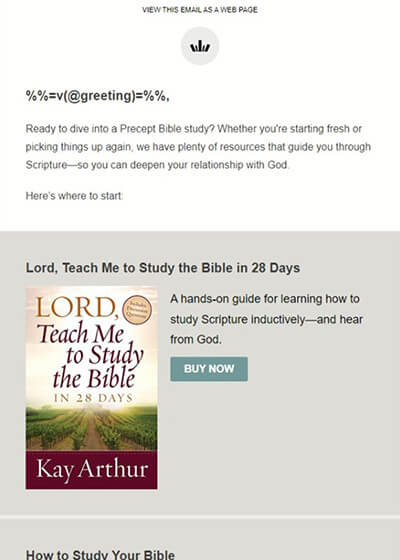 VIEW THIS EMAIL AS A WEB PAGE
%%=v(@greeting)=%%,
Ready to dive into a Precept Bible study? Whether you're starting fresh or
picking things up again, we have plenty of resources that guide you through
Scripture—so you can deepen your relationship with God.
Here's where to start:
Lord, Teach Me to Study the Bible in 28 Days
LORD,
Includes
Discussion
Questions
Teach Me
to Study
the Bible
IN 28 DAYS
Kay Arthur
A hands-on guide for learning how to
study Scripture inductively—and hear
from God.
BUY NOW
How to Study Your Bible